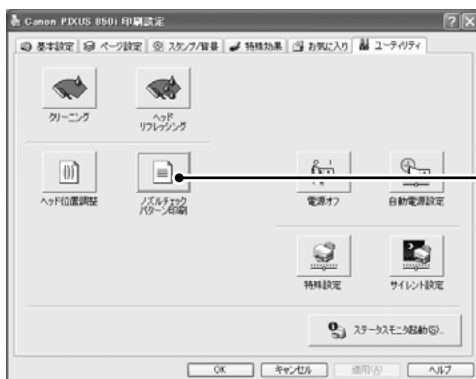 Canon PIXUS 850i 印刷設定
基本設定 ページ設定 スタンプ/背景 特殊効果 お気に入り ユーティリティ
クリーニング ヘッド
リフレッシング
ヘッド位置調整 ノズルチェック
パターン印刷 電源オフ 自動電源設定
特殊設定 サイレント設定
ステータスモニタ起動(S)...
OK キャンセル 適用(A) ヘルプ